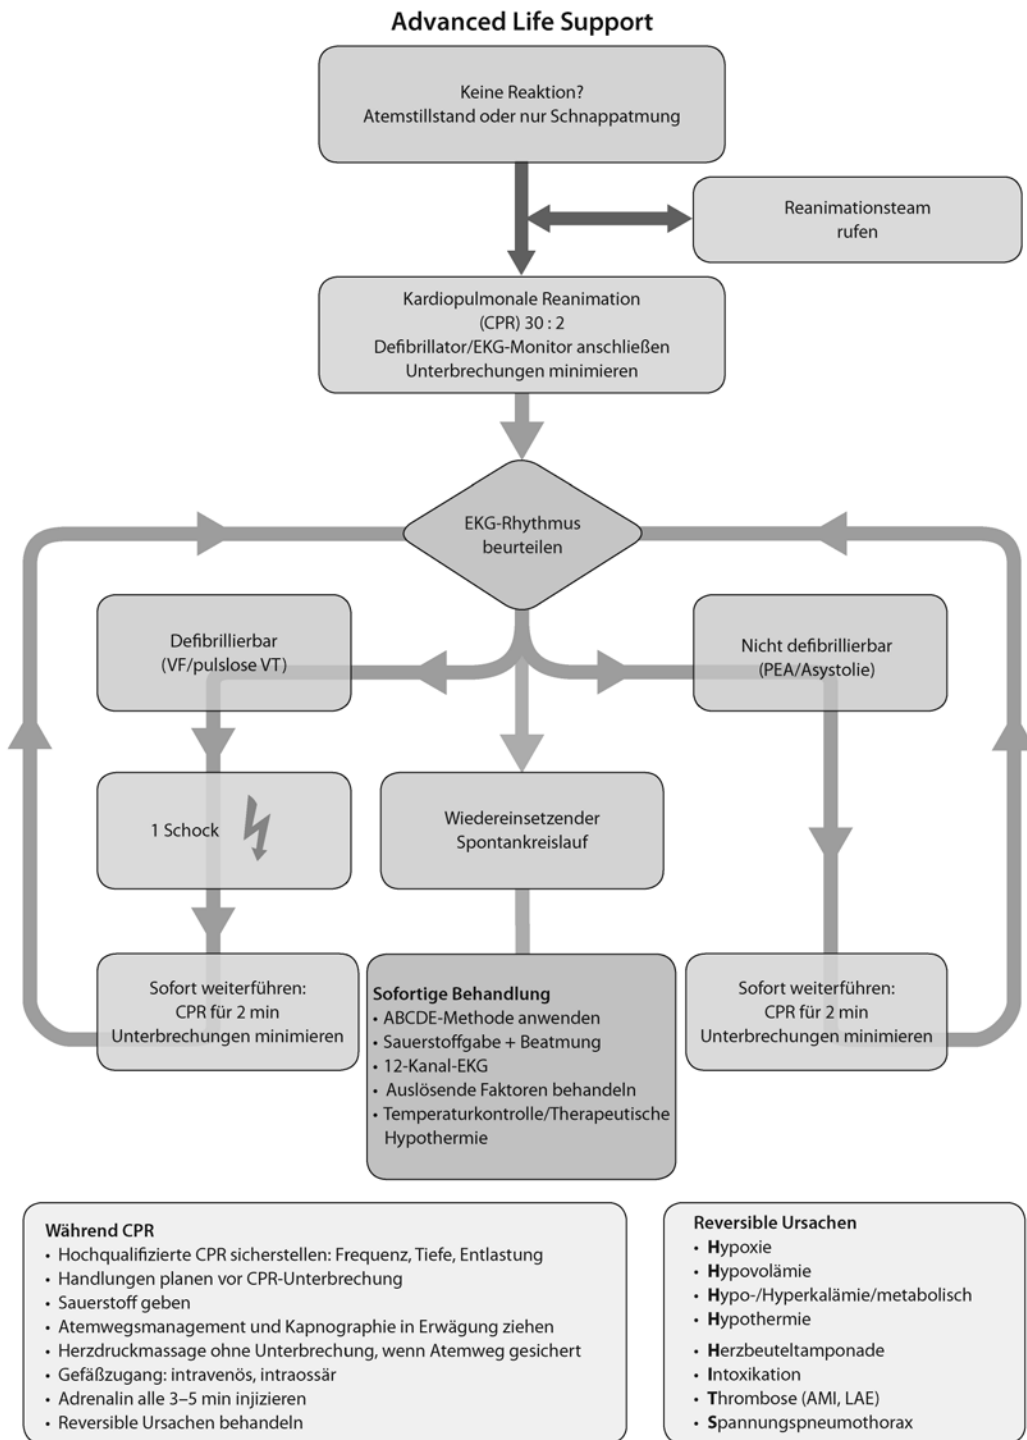 Advanced Life Support
Keine Reaktion?
Atemstillstand oder nur Schnappatmung
Reanimationsteam
rufen
Kardiopulmonale Reanimation
(CPR) 30 : 2
Defibrillator/EKG-Monitor anschließen
Unterbrechungen minimieren
EKG-Rhythmus
beurteilen
Defibrillierbar
(VF/pulslose VT)
Nicht defibrillierbar
(PEA/Asystolie)
1 Schock
Wiedereinsetzender
Spontankreislauf
Sofort weiterführen:
CPR für 2 min
Unterbrechungen minimieren
Sofortige Behandlung
• ABCDE-Methode anwenden
• Sauerstoffgabe + Beatmung
• 12-Kanal-EKG
• Auslösende Faktoren behandeln
• Temperaturkontrolle/Therapeutische
Hypothermie
Sofort weiterführen:
CPR für 2 min
Unterbrechungen minimieren
Während CPR
• Hochqualifizierte CPR sicherstellen: Frequenz, Tiefe, Entlastung
• Handlungen planen vor CPR-Unterbrechung
• Sauerstoff geben
• Atemwegsmanagement und Kapnographie in Erwägung ziehen
• Herzdruckmassage ohne Unterbrechung, wenn Atemweg gesichert
• Gefäßzugang: intravenös, intraossär
• Adrenalin alle 3–5 min injizieren
• Reversible Ursachen behandeln
Reversible Ursachen
• Hypoxie
• Hypovolämie
• Hypo-/Hyperkalämie/metabolisch
• Hypothermie
• Herzbeuteltamponade
• Intoxikation
• Thrombose (AMI, LAE)
• Spannungspneumothorax